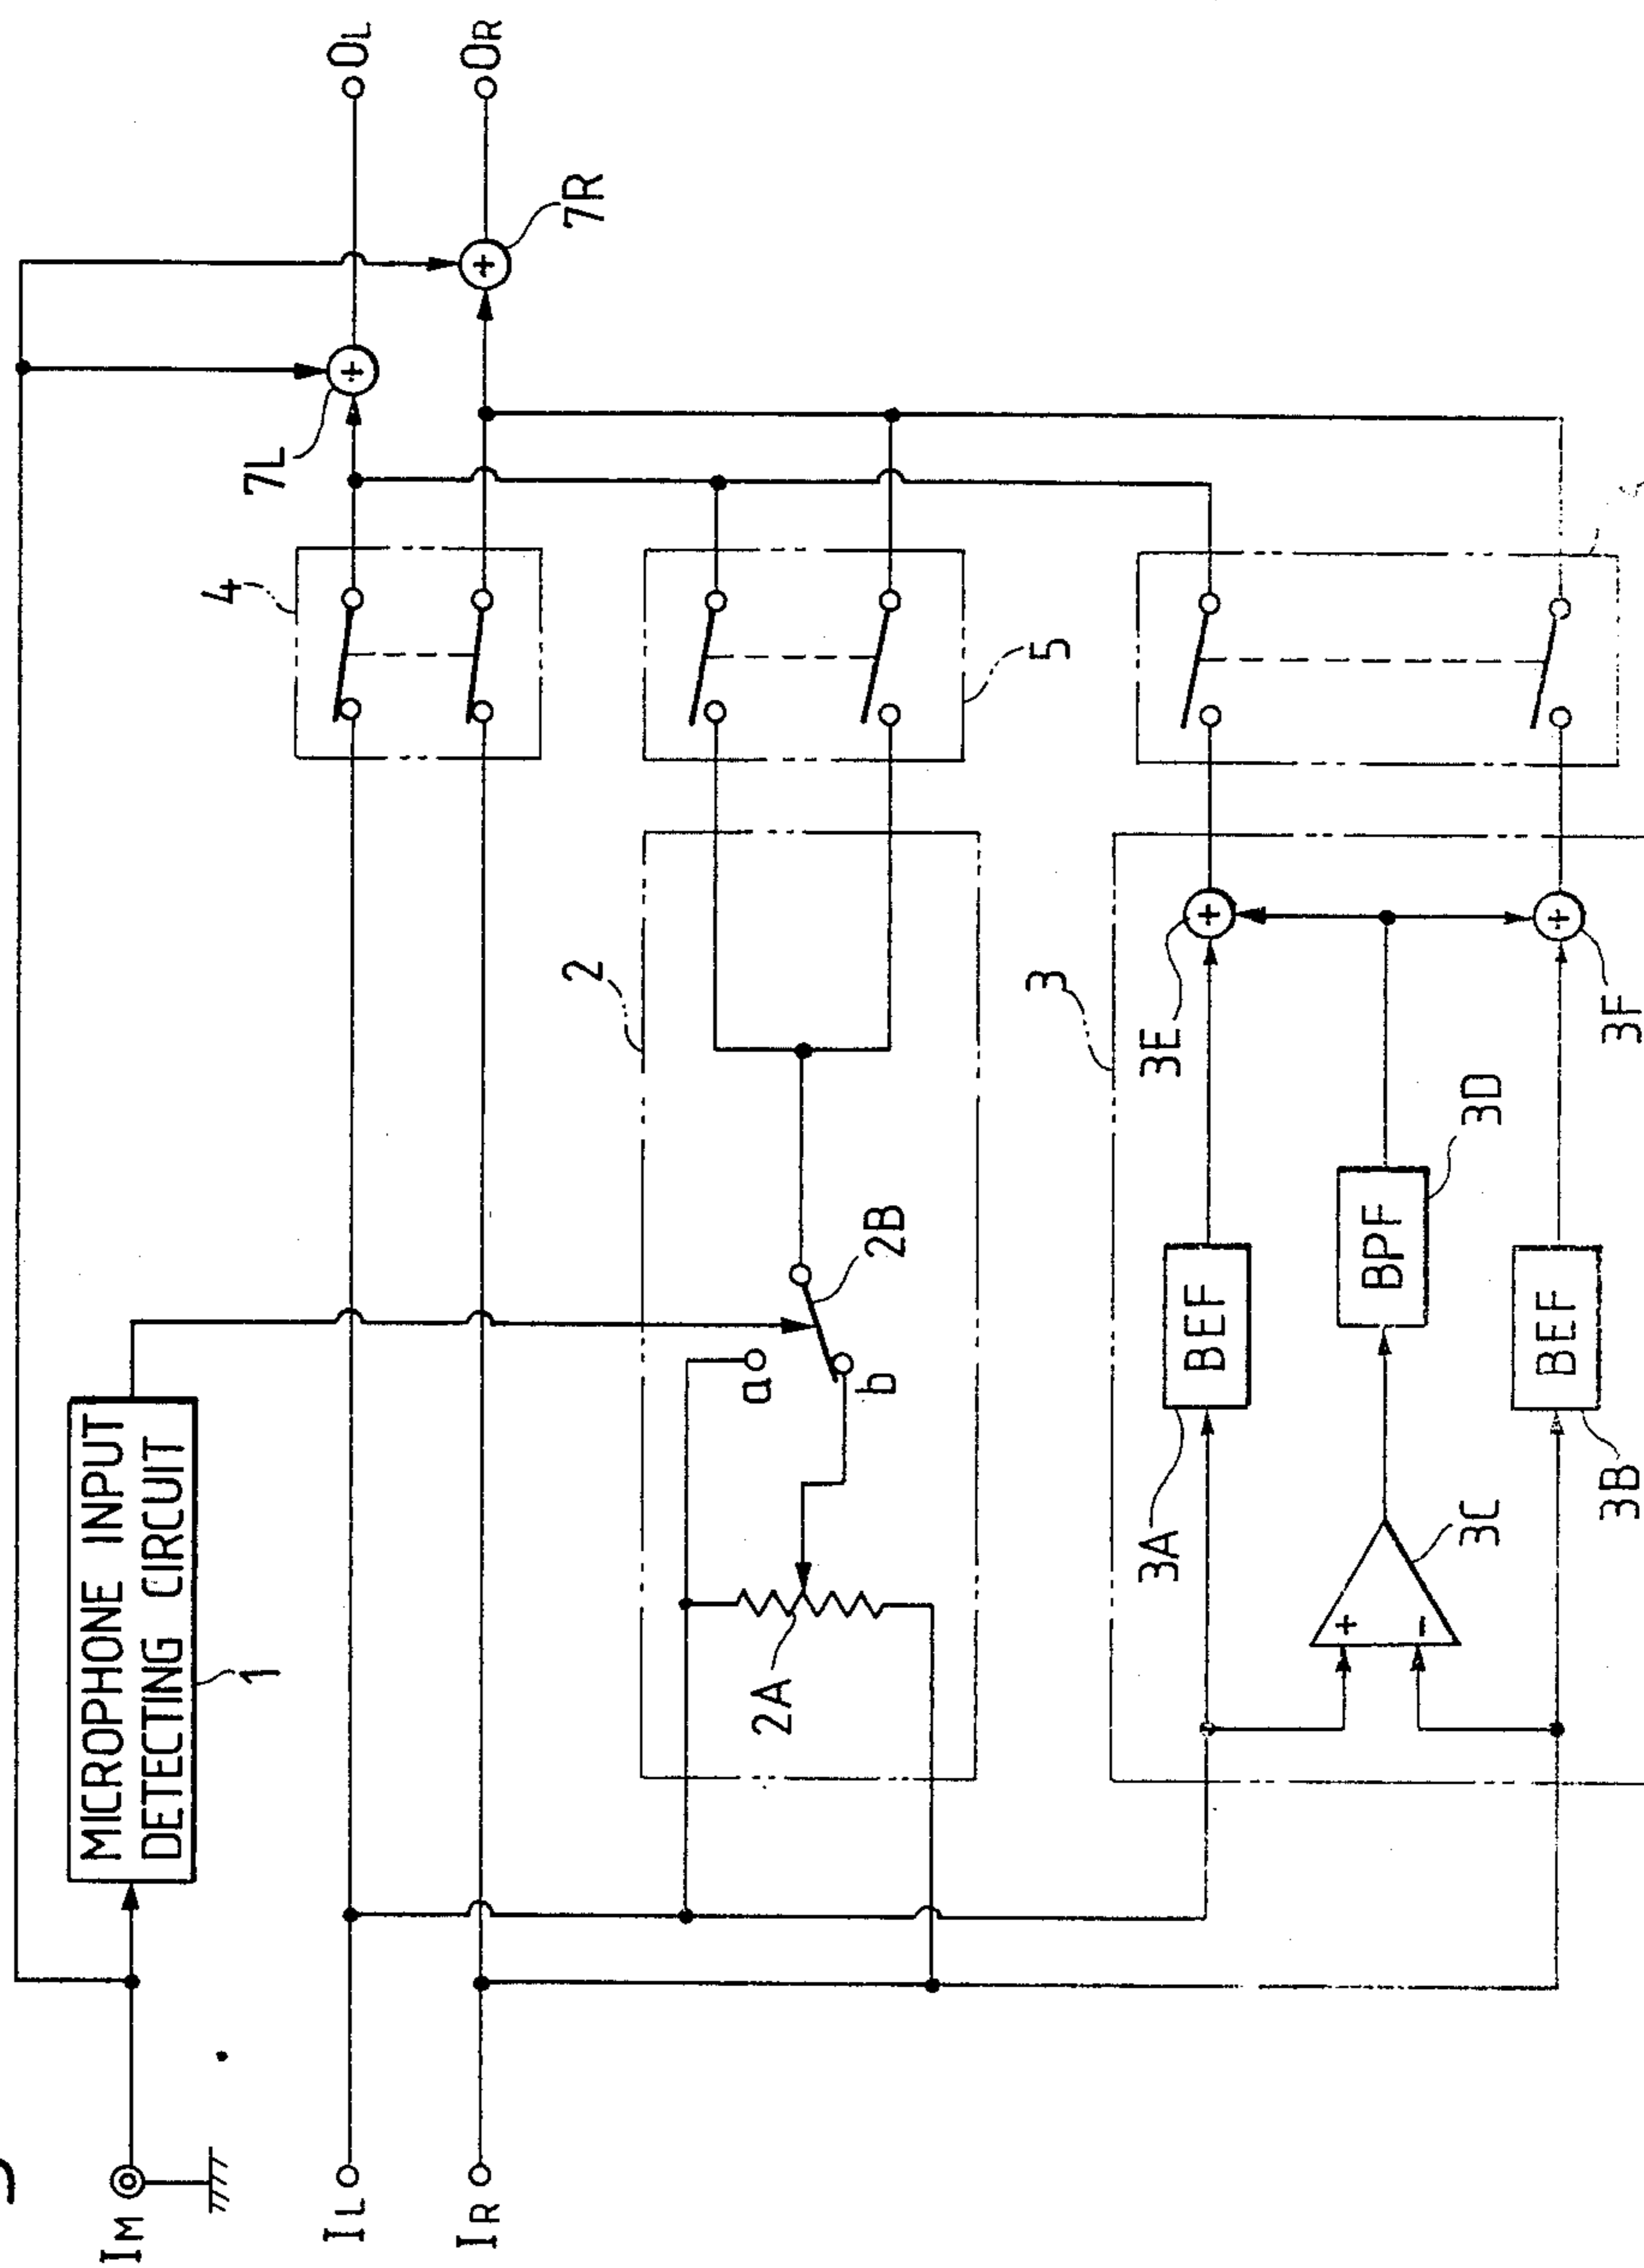 IM
MICROPHONE INPUT
DETECTING CIRCUIT
1
IL
IR
OL
OR
7L
7R
+
+
4
5
2
2A
2B
a
b
3
3A
BEF
3B
BEF
3C
+
−
3D
BPF
3E
+
3F
+